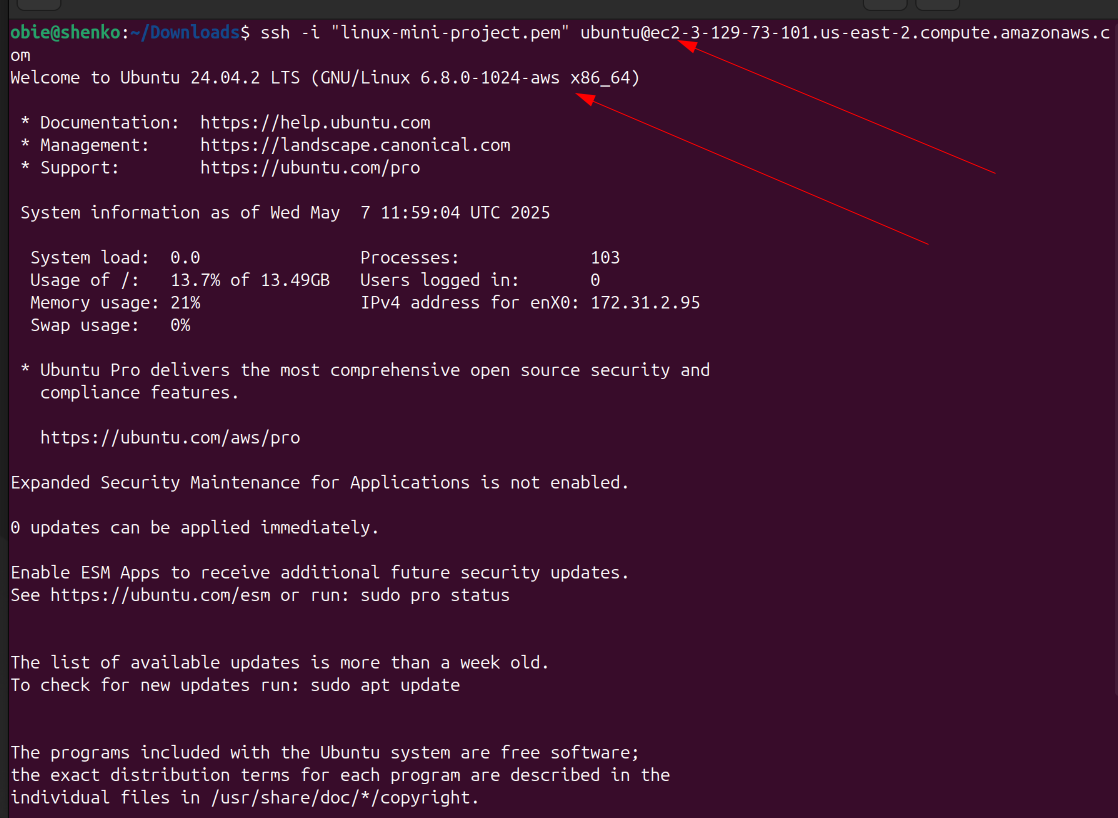 obie@shenko:~/Downloads$ ssh -i "linux-mini-project.pem" ubuntu@ec2-3-129-73-101.us-east-2.compute.amazonaws.c
om
Welcome to Ubuntu 24.04.2 LTS (GNU/Linux 6.8.0-1024-aws x86_64)
* Documentation:  https://help.ubuntu.com
* Management:     https://landscape.canonical.com
* Support:        https://ubuntu.com/pro
System information as of Wed May  7 11:59:04 UTC 2025
System load:  0.0                Processes:             103
Usage of /:   13.7% of 13.49GB   Users logged in:       0
Memory usage: 21%                IPv4 address for enX0: 172.31.2.95
Swap usage:   0%
* Ubuntu Pro delivers the most comprehensive open source security and
compliance features.
https://ubuntu.com/aws/pro
Expanded Security Maintenance for Applications is not enabled.
0 updates can be applied immediately.
Enable ESM Apps to receive additional future security updates.
See https://ubuntu.com/esm or run: sudo pro status
The list of available updates is more than a week old.
To check for new updates run: sudo apt update
The programs included with the Ubuntu system are free software;
the exact distribution terms for each program are described in the
individual files in /usr/share/doc/*/copyright.